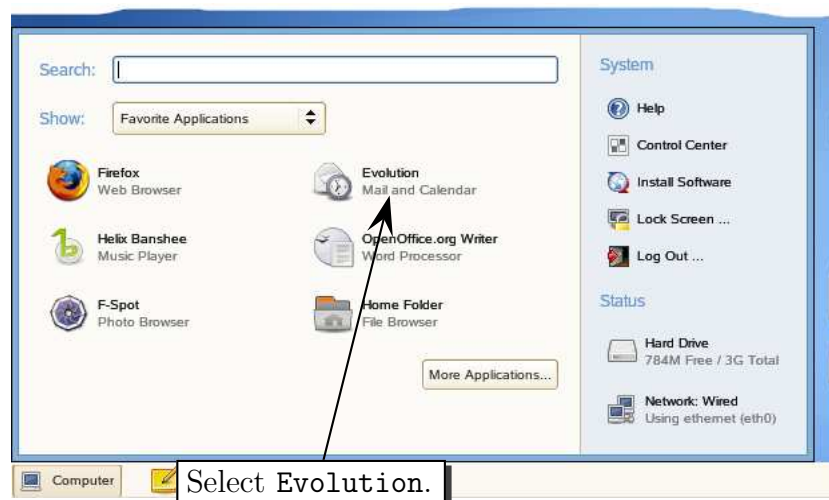 Search:
Show:
Favorite Applications
Firefox
Web Browser
Evolution
Mail and Calendar
Helix Banshee
Music Player
OpenOffice.org Writer
Word Processor
F-Spot
Photo Browser
Home Folder
File Browser
More Applications...
System
Help
Control Center
Install Software
Lock Screen ...
Log Out ...
Status
Hard Drive
784M Free / 3G Total
Network: Wired
Using ethernet (eth0)
Computer
Select Evolution.